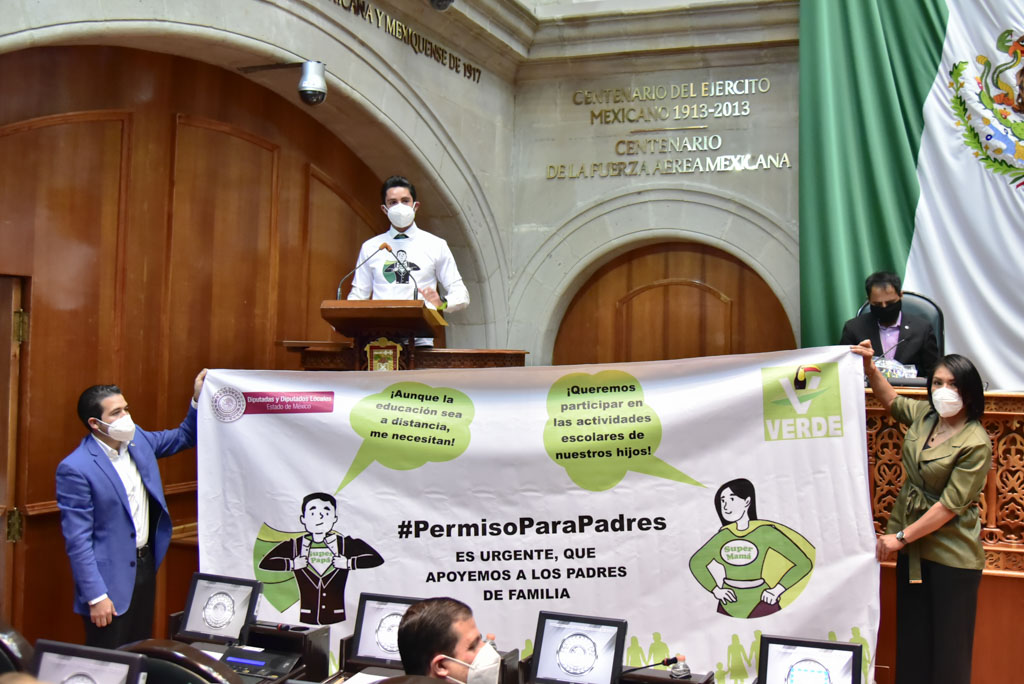 ICANA Y MEXIQUENSE DE 1917
CENTENARIO DEL EJERCITO
MEXICANO 1913-2013
CENTENARIO
DE LA FUERZA AEREA MEXICANA
Diputadas y Diputados Locales
Estado de México
¡Aunque la
educación sea
a distancia,
me necesitan!
¡Queremos
participar en
las actividades
escolares de
nuestros hijos!
VERDE
#PermisoParaPadres
ES URGENTE, QUE
APOYEMOS A LOS PADRES
DE FAMILIA
Super
Papá
Super
Mamá